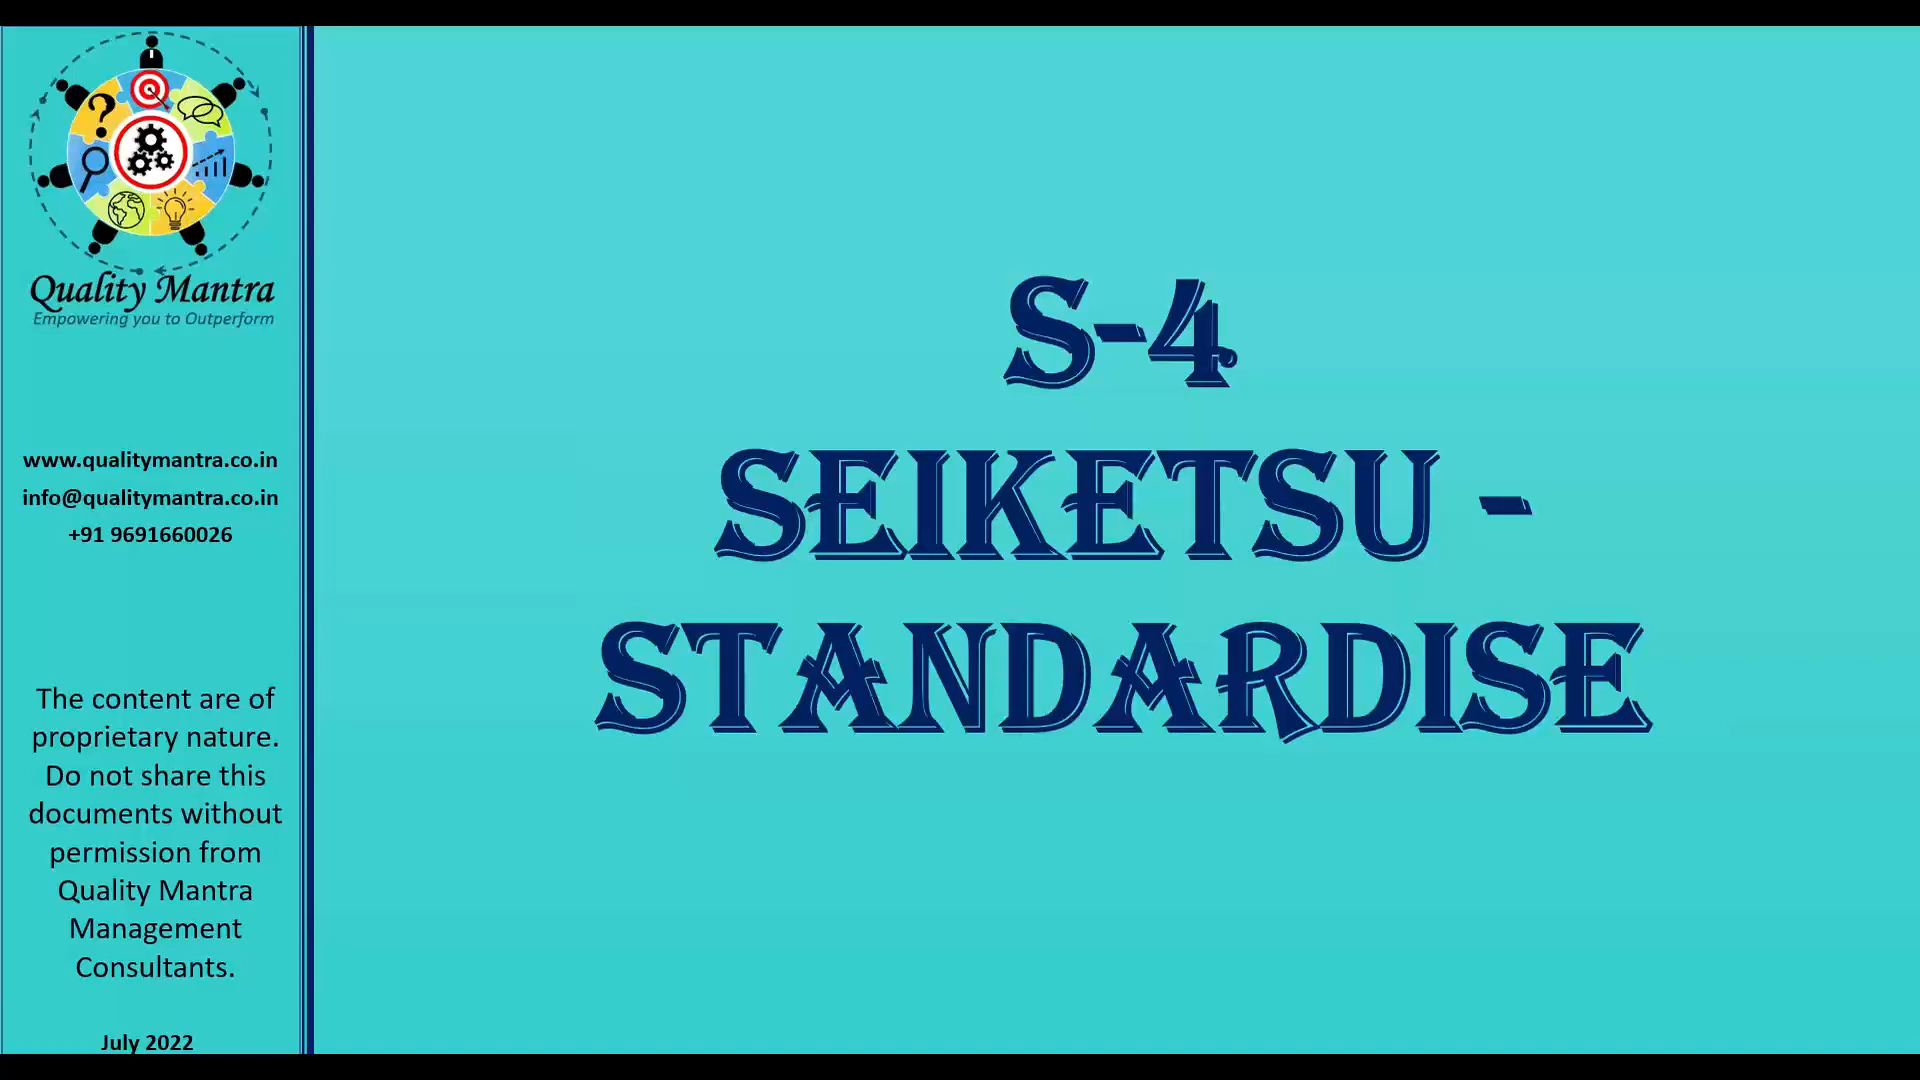 Quality Mantra
Empowering you to Outperform
www.qualitymantra.co.in
info@qualitymantra.co.in
+91 9691660026
The content are of
proprietary nature.
Do not share this
documents without
permission from
Quality Mantra
Management
Consultants.
July 2022
S-4
SEIKETSU -
STANDARDISE